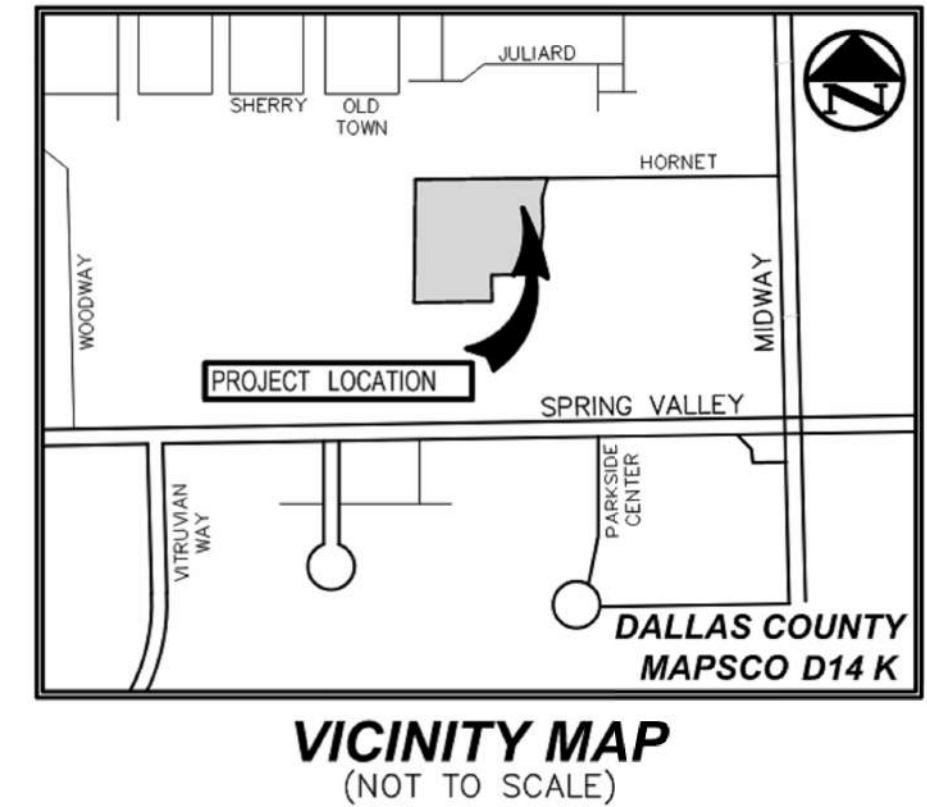 JULIARD
SHERRY
OLD
TOWN
N
HORNET
WOODWAY
MIDWAY
PROJECT LOCATION
SPRING VALLEY
VITRUVIAN
WAY
PARKSIDE
CENTER
DALLAS COUNTY
MAPSCO D14 K
VICINITY MAP
(NOT TO SCALE)